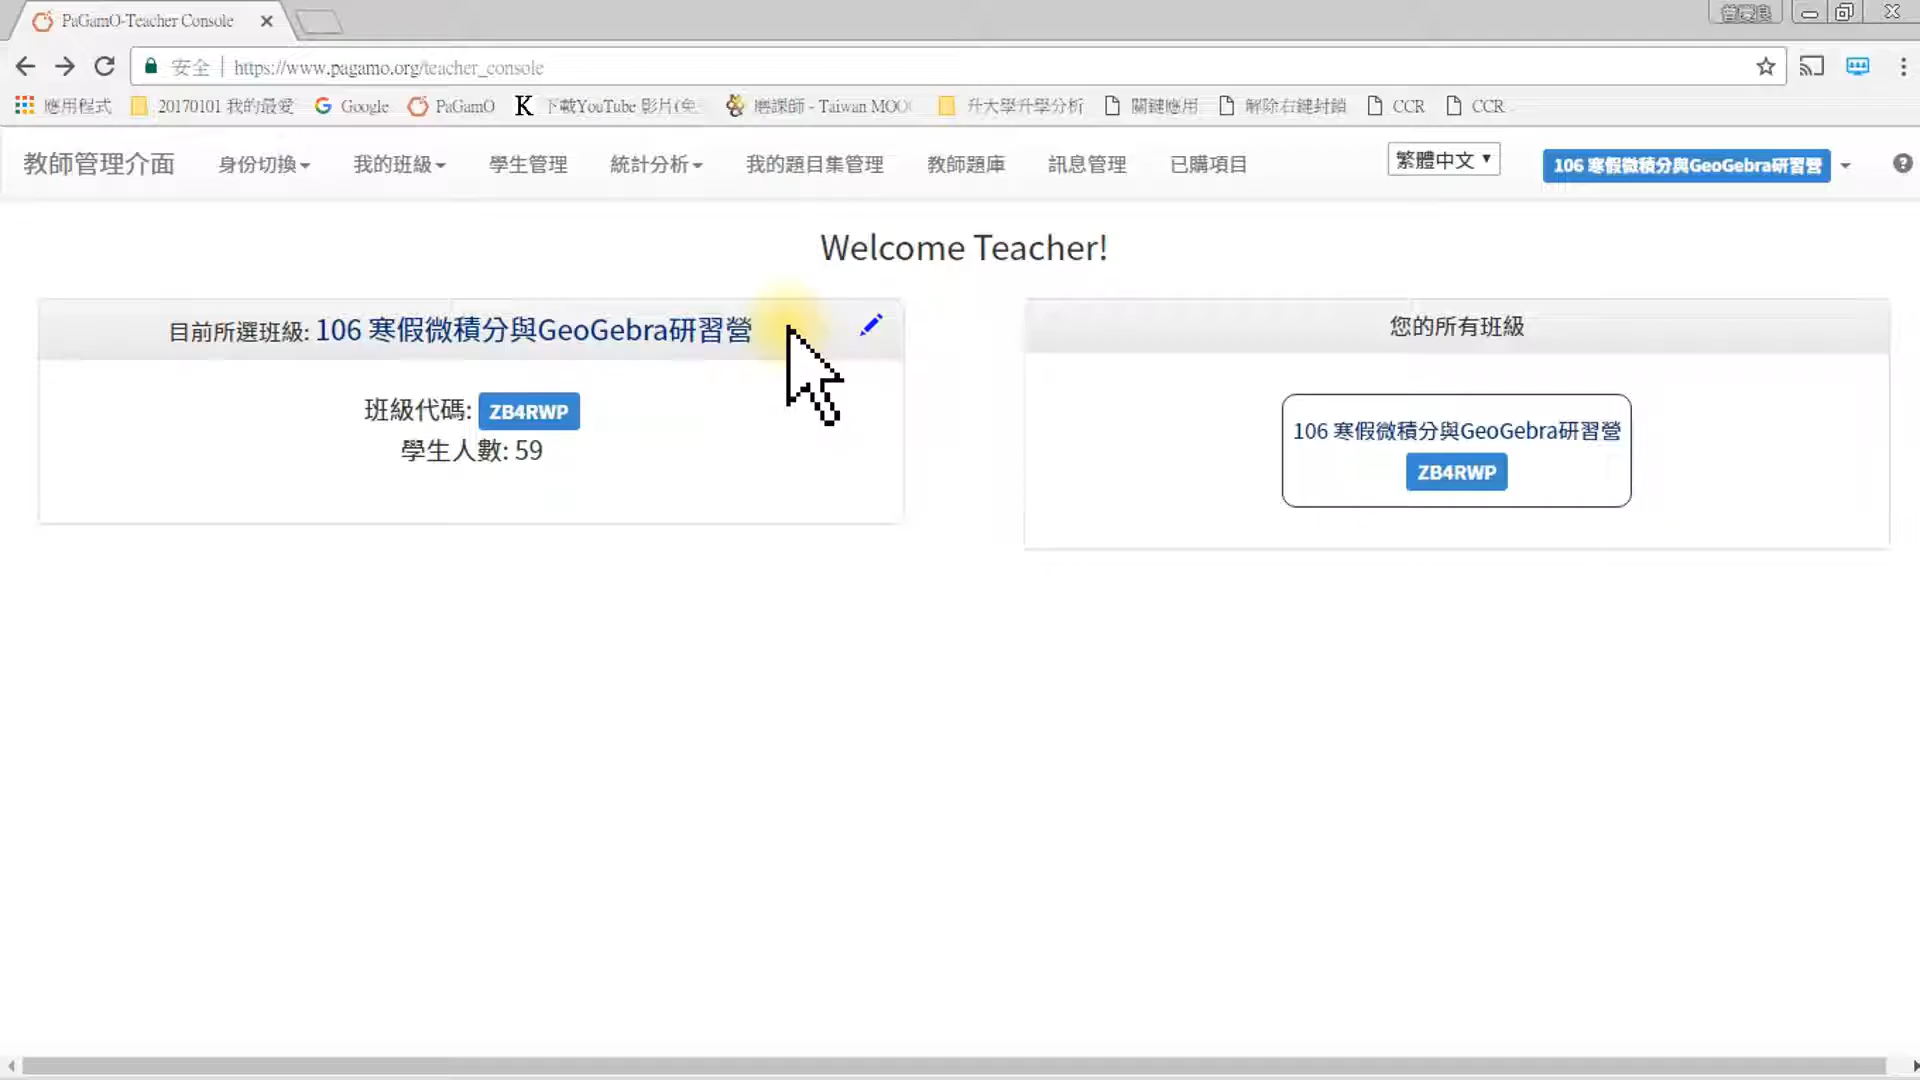 PaGamO-Teacher Console
安全 https://www.pagamo.org/teacher_console
應用程式 20170101 我的最愛 Google PaGamO 下載YouTube 影片(免 磨課師 - Taiwan MOO 升大學升學分析 關鍵應用 解除右鍵封鎖 CCR CCR
教師管理介面 身份切換 我的班級 學生管理 統計分析 我的題目集管理 教師題庫 訊息管理 已購項目 繁體中文 106 寒假微積分與GeoGebra研習營
Welcome Teacher!
目前所選班級: 106 寒假微積分與GeoGebra研習營
班級代碼: ZB4RWP
學生人數: 59
您的所有班級
106 寒假微積分與GeoGebra研習營
ZB4RWP